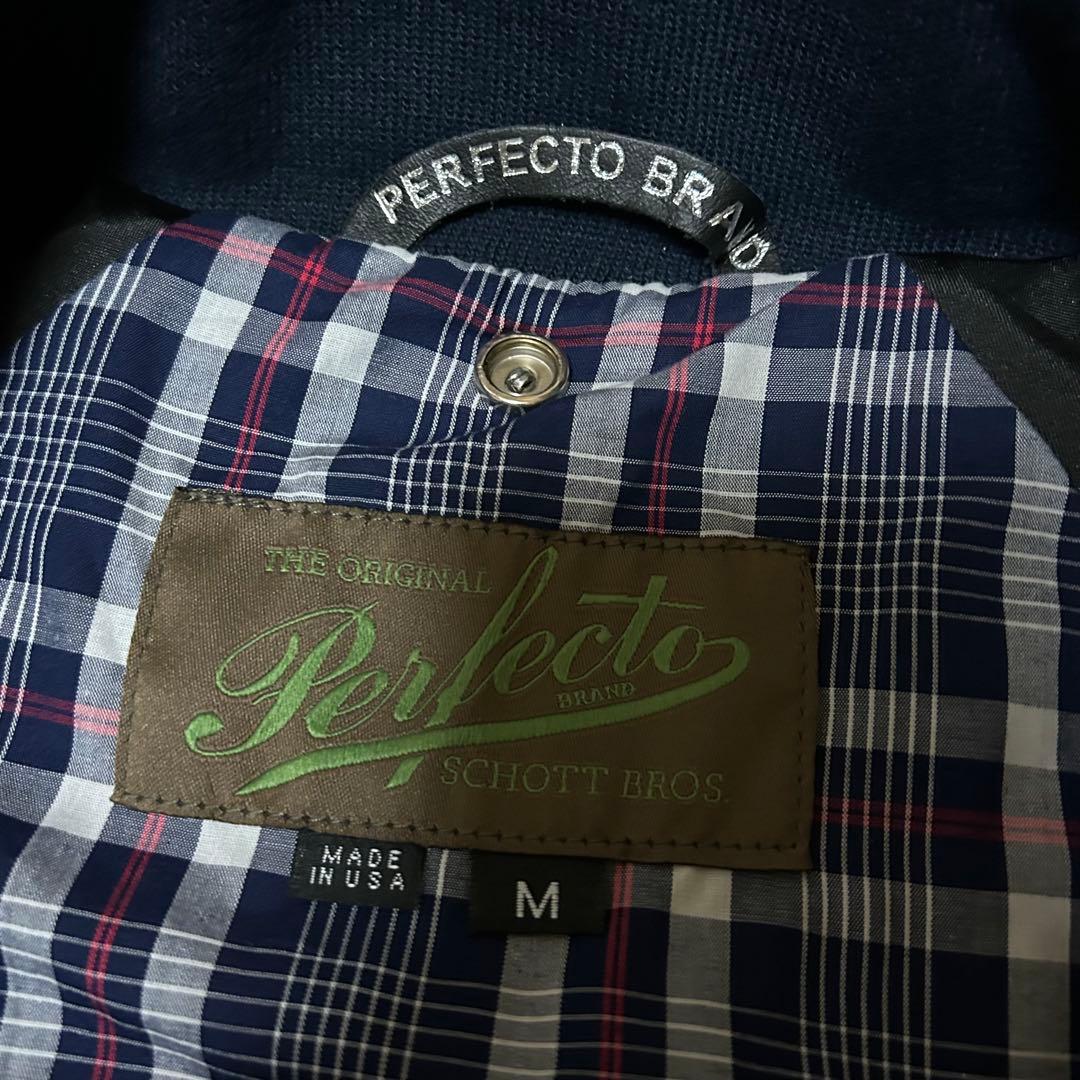 PERFECTO BRAND
THE ORIGINAL
Perfecto
BRAND
SCHOTT BROS.
MADE
IN USA
M